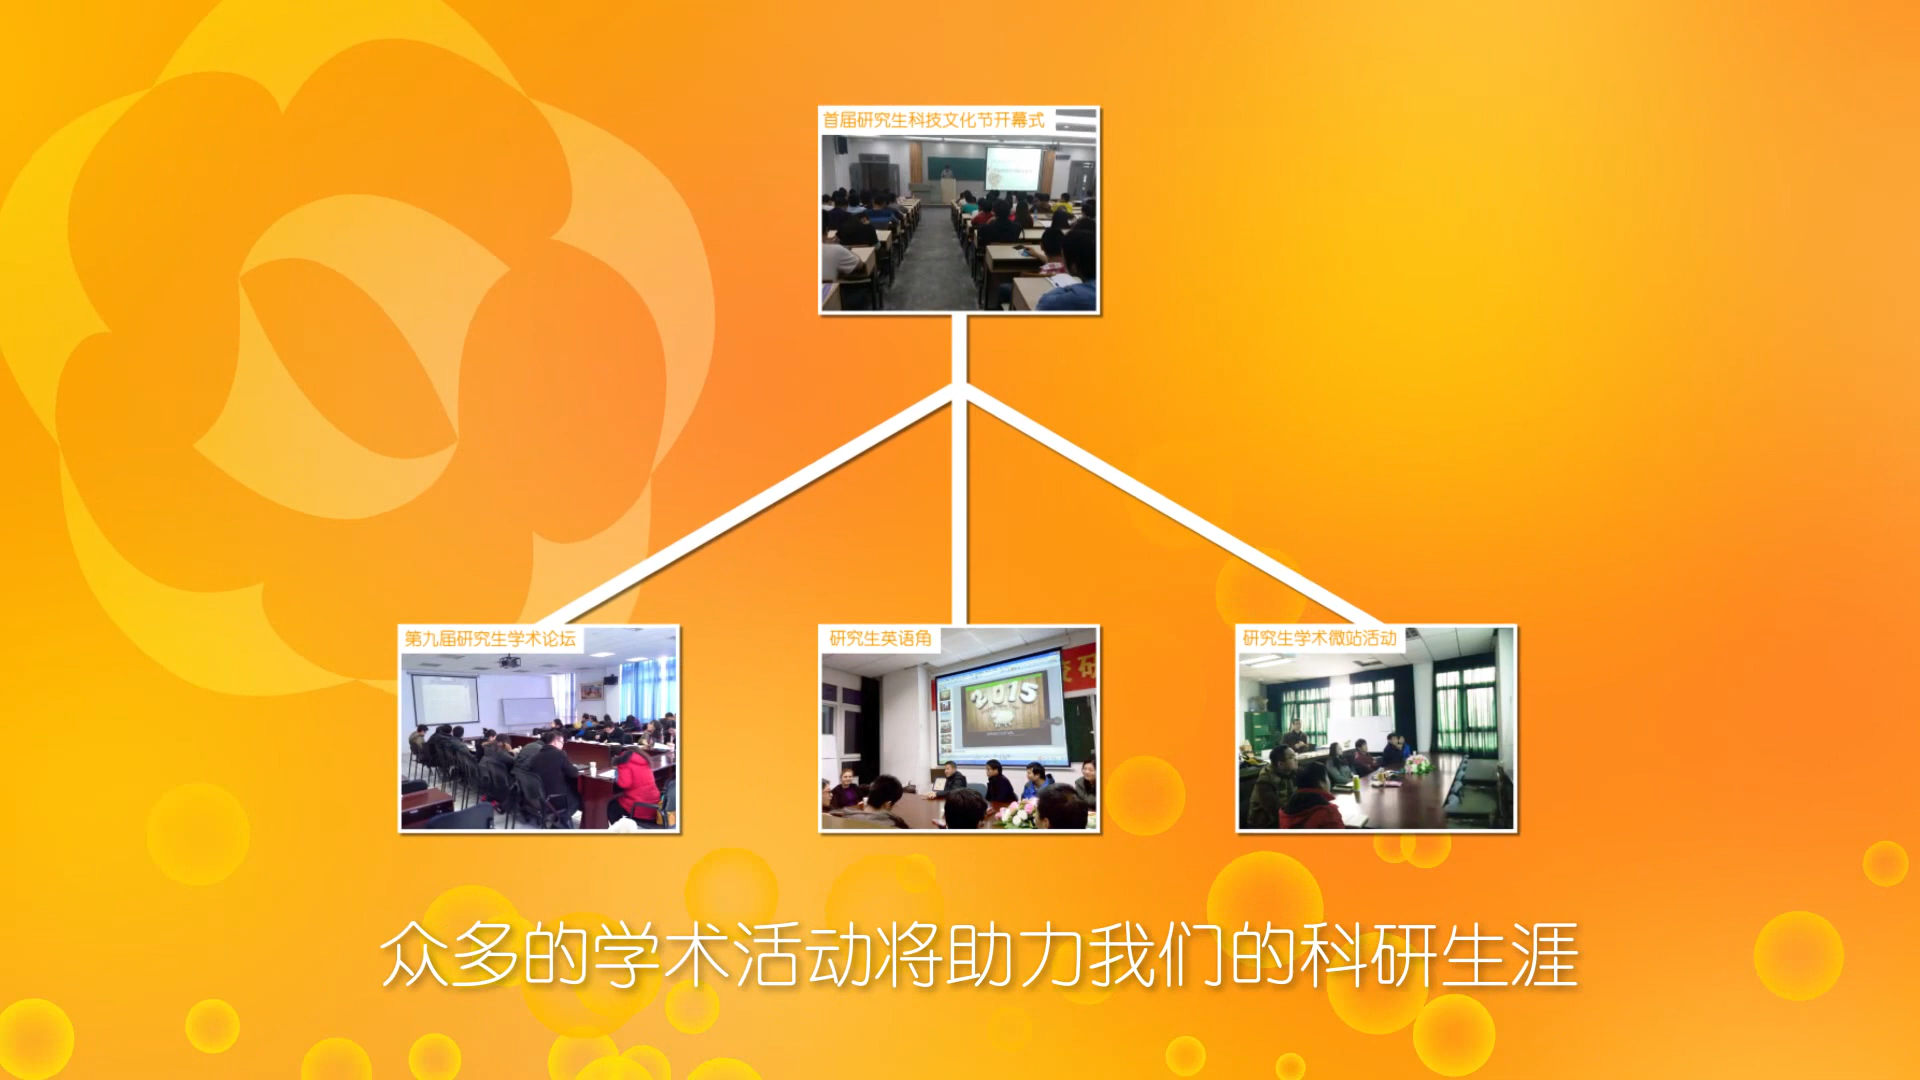 首届研究生科技文化节开幕式
第九届研究生学术论坛
研究生英语角
2015
研究生学术微站活动
众多的学术活动将助力我们的科研生涯